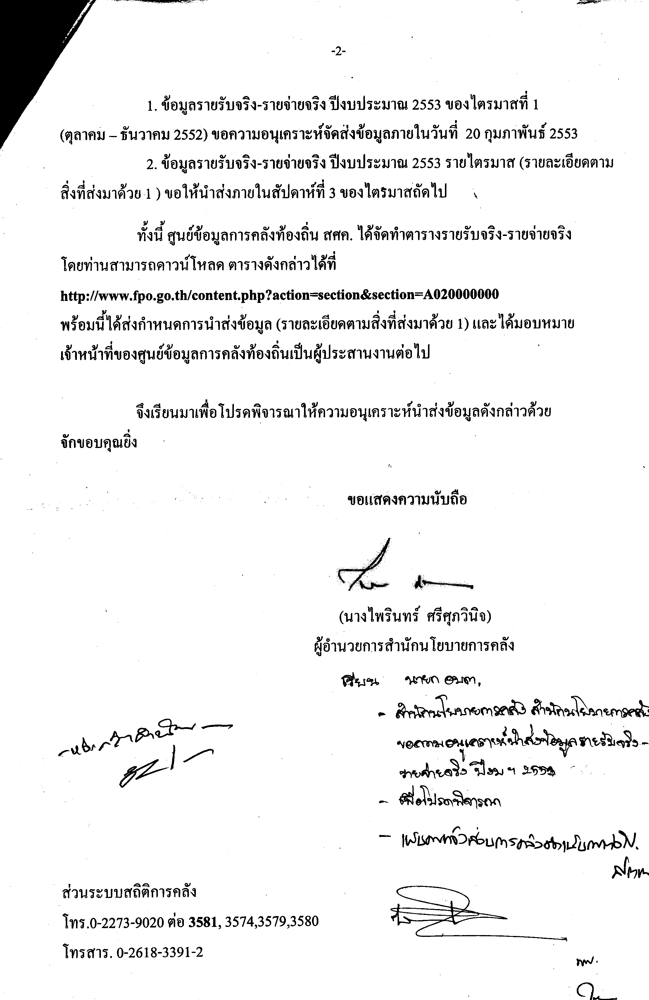 -2-
1. ข้อมูลรายรับจริง-รายจ่ายจริง ปีงบประมาณ 2553 ของไตรมาสที่ 1
(ตุลาคม – ธันวาคม 2552) ขอความอนุเคราะห์จัดส่งข้อมูลภายในวันที่ 20 กุมภาพันธ์ 2553
2. ข้อมูลรายรับจริง-รายจ่ายจริง ปีงบประมาณ 2553 รายไตรมาส (รายละเอียดตาม
สิ่งที่ส่งมาด้วย 1 ) ขอให้นำส่งภายในสัปดาห์ที่ 3 ของไตรมาสถัดไป
ทั้งนี้ ศูนย์ข้อมูลการคลังท้องถิ่น สศค. ได้จัดทำตารางรายรับจริง-รายจ่ายจริง
โดยท่านสามารถดาวน์โหลด ตารางดังกล่าวได้ที่
http://www.fpo.go.th/content.php?action=section&section=A020000000
พร้อมนี้ได้ส่งกำหนดการนำส่งข้อมูล (รายละเอียดตามสิ่งที่ส่งมาด้วย 1) และได้มอบหมาย
เจ้าหน้าที่ของศูนย์ข้อมูลการคลังท้องถิ่นเป็นผู้ประสานงานต่อไป
จึงเรียนมาเพื่อโปรดพิจารณาให้ความอนุเคราะห์นำส่งข้อมูลดังกล่าวด้วย
จักขอบคุณยิ่ง
ขอแสดงความนับถือ
(นางไพรินทร์ ศรีศุภวินิจ)
ผู้อำนวยการสำนักนโยบายการคลัง
เรียน นายก อบต.
- สำนักนโยบายการคลัง สำนักนโยบายการคลัง
ขอความอนุเคราะห์นำส่งข้อมูลรายรับจริง -
รายจ่ายจริง ปีงบฯ 2553
- เพื่อโปรดพิจารณา
- เห็นควรแจ้งส่วนการคลังดำเนินการต่อไป.
ส่วนระบบสถิติการคลัง
โทร.0-2273-9020 ต่อ 3581, 3574,3579,3580
โทรสาร. 0-2618-3391-2